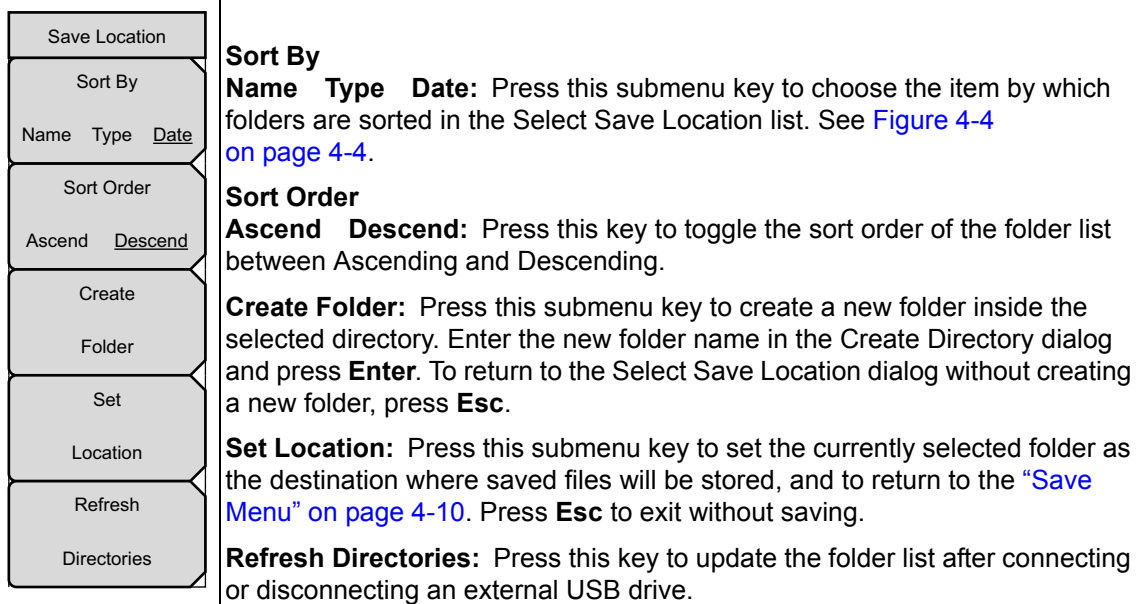 Save Location
Sort By
Name Type Date
Sort Order
Ascend Descend
Create
Folder
Set
Location
Refresh
Directories
Sort By
Name Type Date: Press this submenu key to choose the item by which
folders are sorted in the Select Save Location list. See Figure 4-4
on page 4-4.
Sort Order
Ascend Descend: Press this key to toggle the sort order of the folder list
between Ascending and Descending.
Create Folder: Press this submenu key to create a new folder inside the
selected directory. Enter the new folder name in the Create Directory dialog
and press Enter. To return to the Select Save Location dialog without creating
a new folder, press Esc.
Set Location: Press this submenu key to set the currently selected folder as
the destination where saved files will be stored, and to return to the “Save
Menu” on page 4-10. Press Esc to exit without saving.
Refresh Directories: Press this key to update the folder list after connecting
or disconnecting an external USB drive.